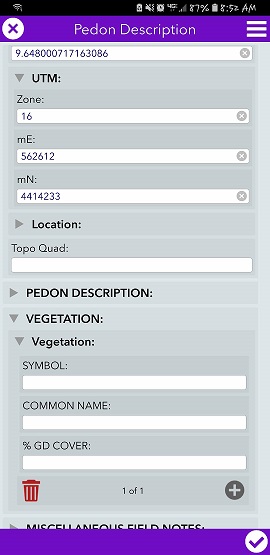 87% 8:52 AM
Pedon Description
9.648000717163086
UTM:
Zone:
16
mE:
562612
mN:
4414233
Location:
Topo Quad:
PEDON DESCRIPTION:
VEGETATION:
Vegetation:
SYMBOL:
COMMON NAME:
% GD COVER:
1 of 1
MISCELLANEOUS FIELD NOTES: